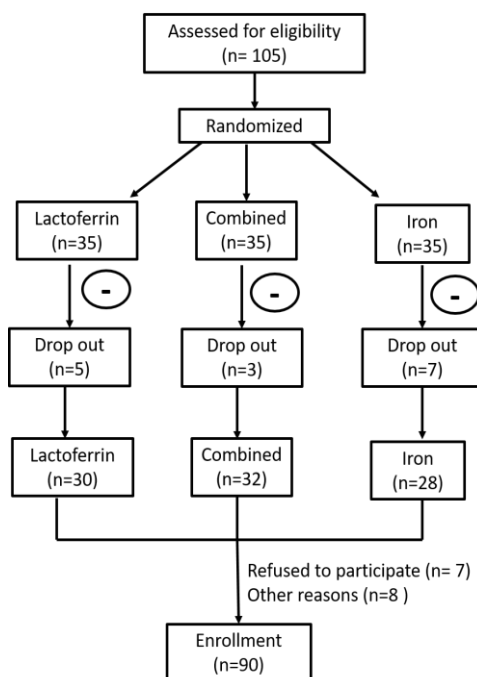 Assessed for eligibility
(n= 105)
Randomized
Lactoferrin
(n=35)
Combined
(n=35)
Iron
(n=35)
-
-
-
Drop out
(n=5)
Drop out
(n=3)
Drop out
(n=7)
Lactoferrin
(n=30)
Combined
(n=32)
Iron
(n=28)
Refused to participate (n= 7)
Other reasons (n=8 )
Enrollment
(n=90)